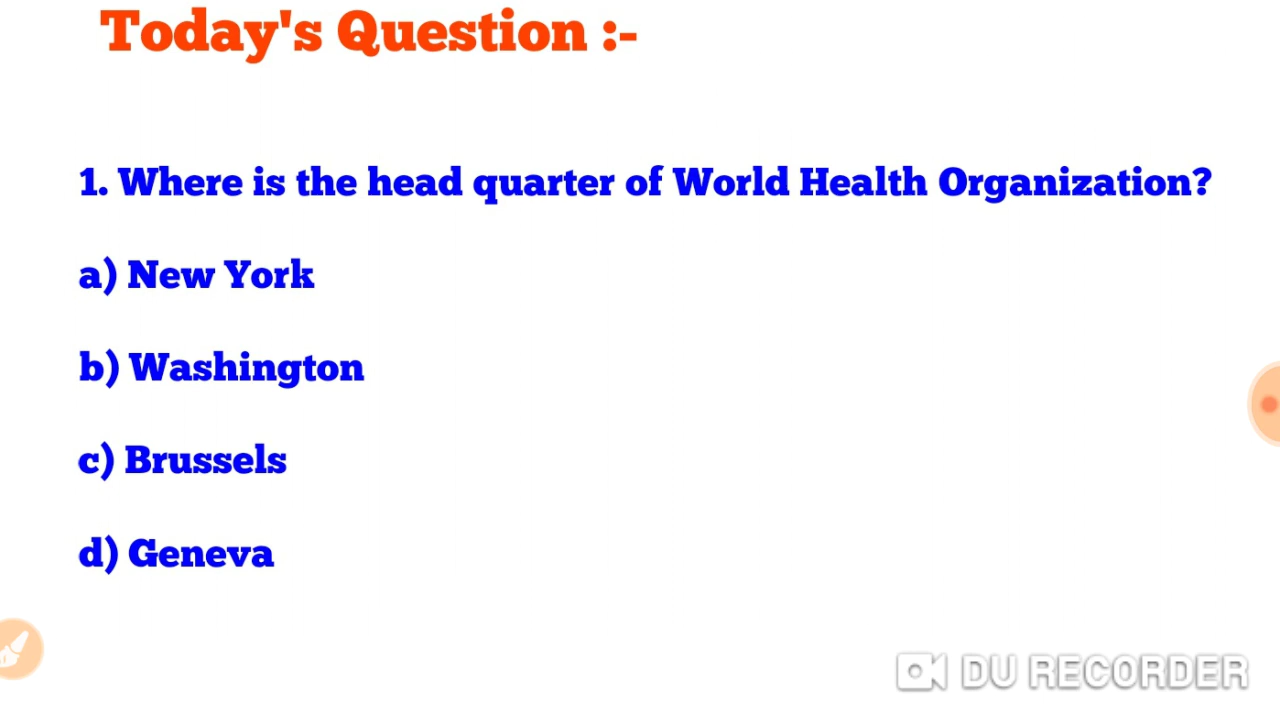 Today's Question :-
1. Where is the head quarter of World Health Organization?
a) New York
b) Washington
c) Brussels
d) Geneva
DU RECORDER